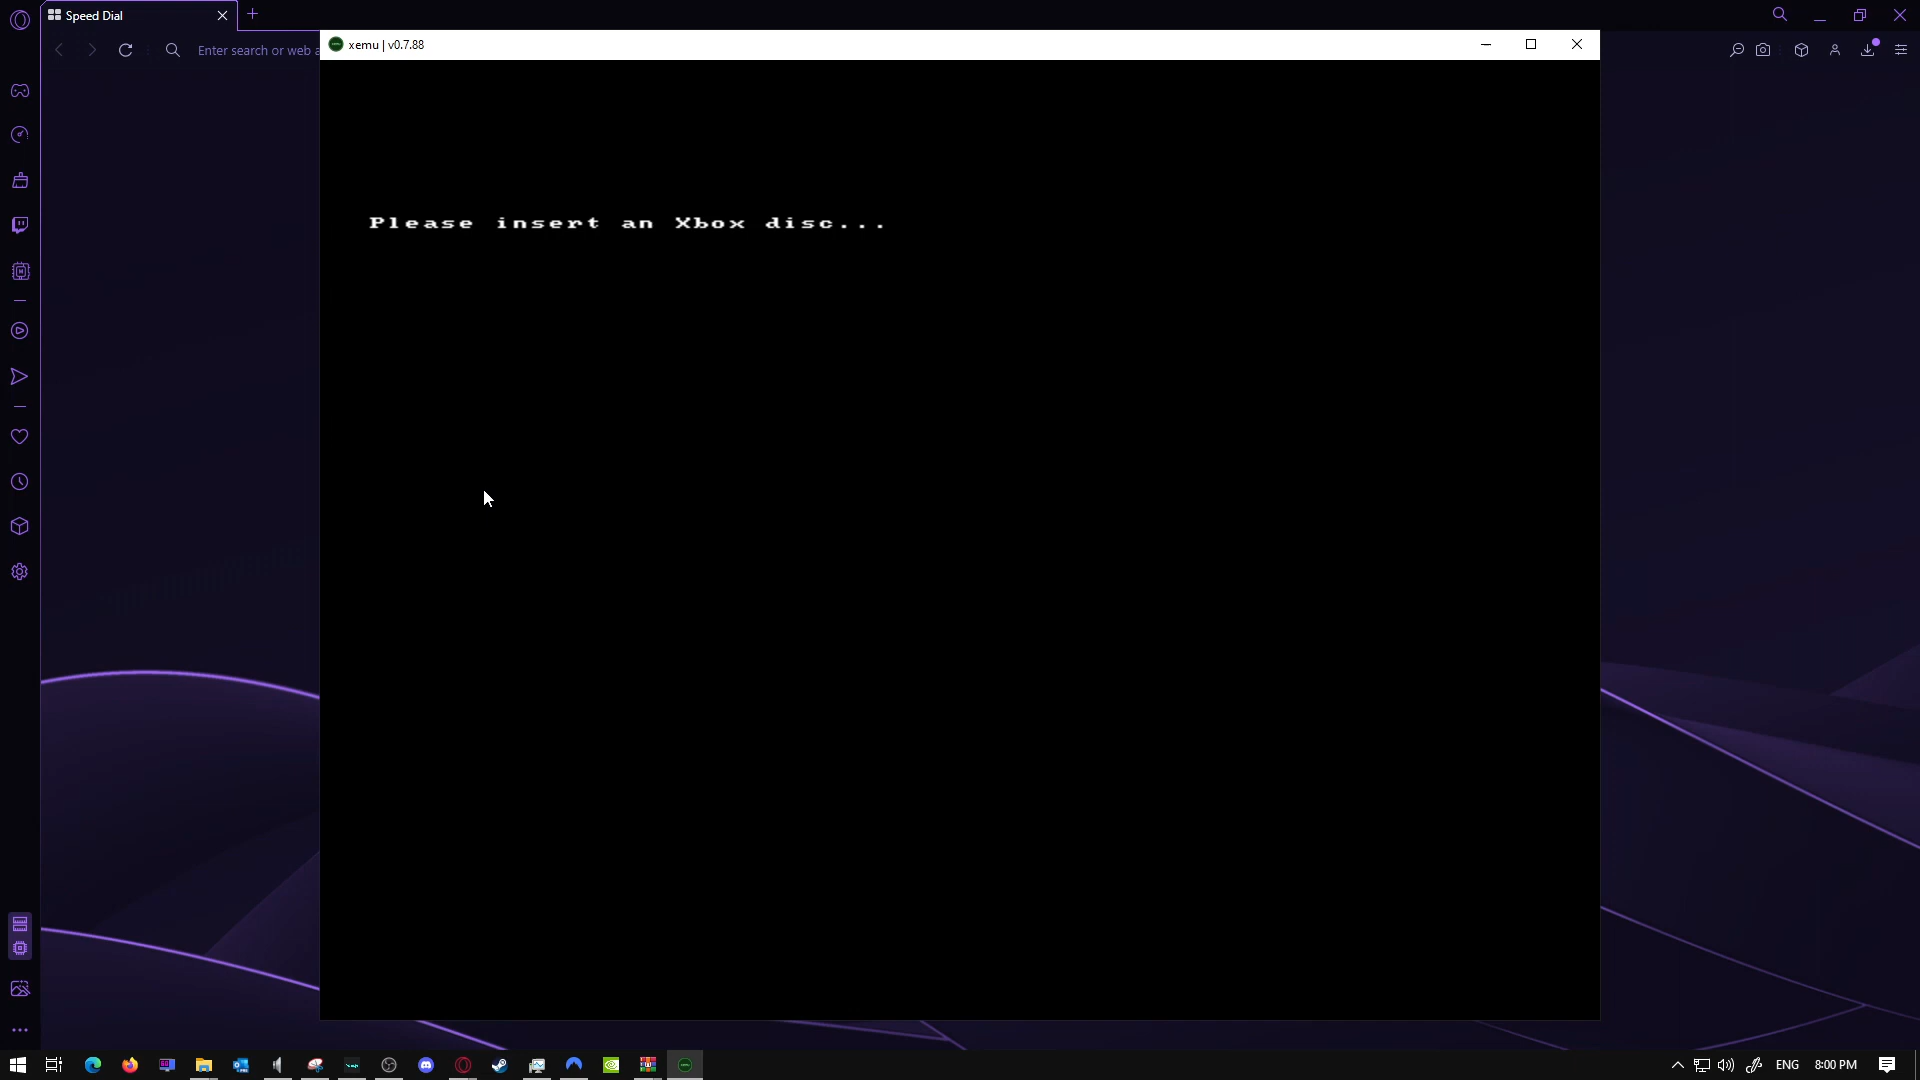 Speed Dial
Enter search or web a
xemu | v0.7.88
Please insert an Xbox disc...
ENG
8:00 PM